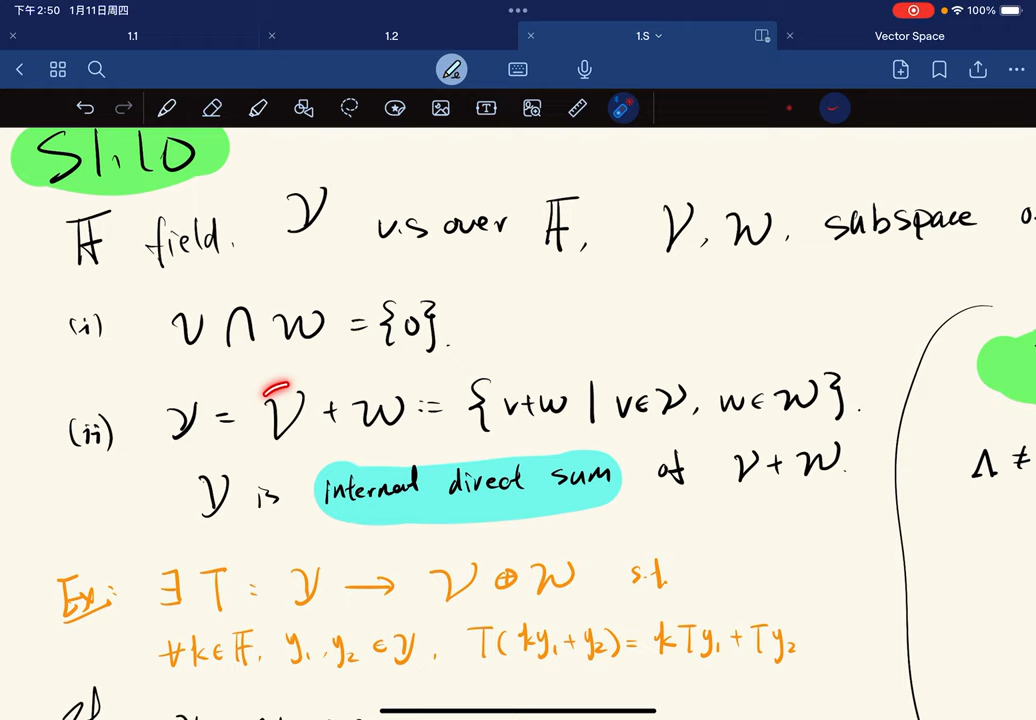 下午2:50 1月11日周四
100%
1.1 1.2 1.S Vector Space
S1.10
𝔽 field. 𝒴 v.s over 𝔽, 𝒱, 𝒲, subspace
(i) 𝒱 ∩ 𝒲 = {0}.
(ii) 𝒴 = 𝒱 + 𝒲 := {v+w | v∈𝒱, w∈𝒲}.
𝒴 is internal direct sum of 𝒱 + 𝒲.
Λ ≠
Ex: ∃ T : 𝒴 → 𝒱 ⊕ 𝒲 s.t.
∀k∈𝔽, y₁, y₂ ∈ 𝒴, T(ky₁+y₂) = kTy₁ + Ty₂